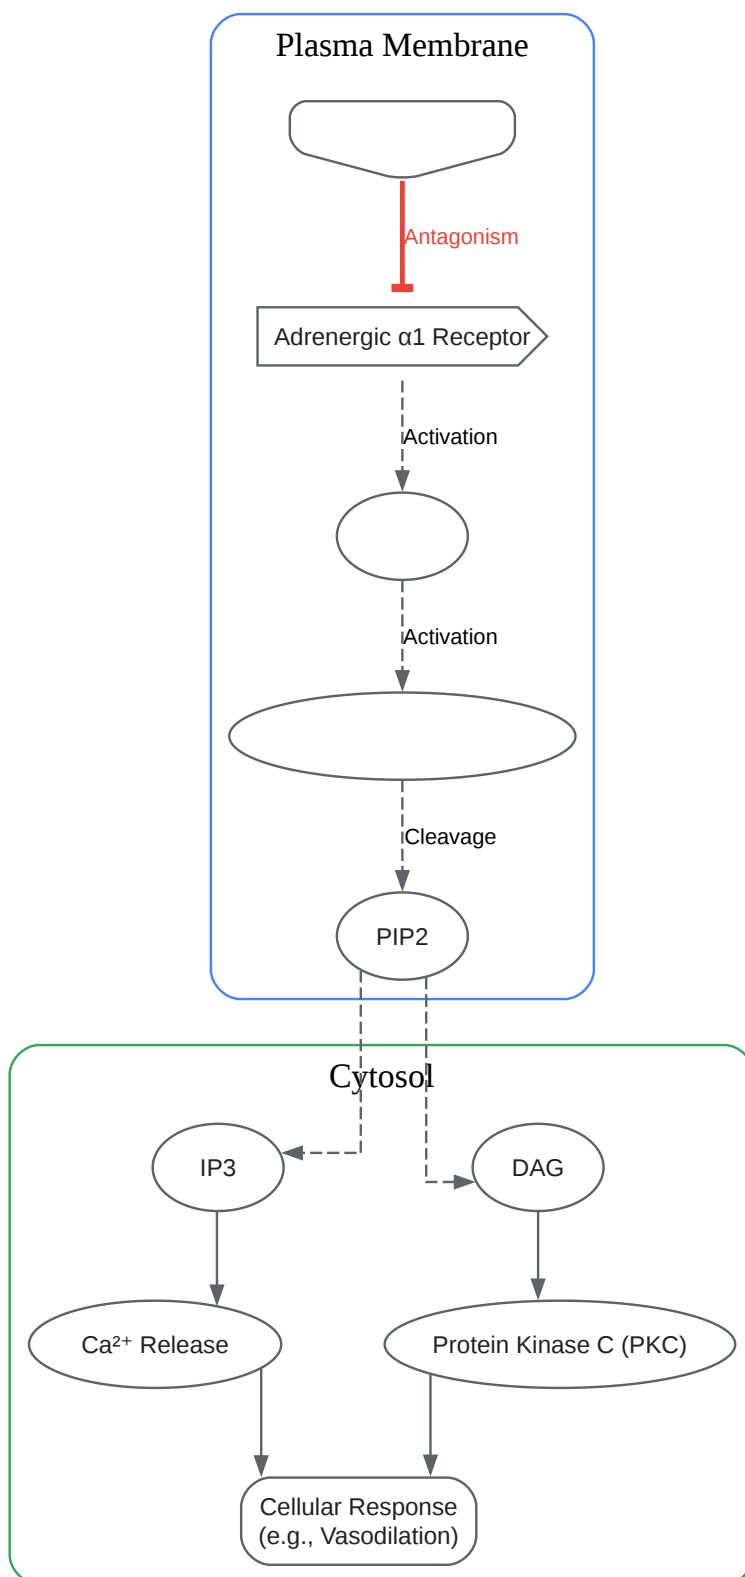 Plasma Membrane
Antagonism
Adrenergic α1 Receptor
Activation
Activation
Cleavage
PIP2
Cytosol
IP3
DAG
Ca²⁺ Release
Protein Kinase C (PKC)
Cellular Response
(e.g., Vasodilation)